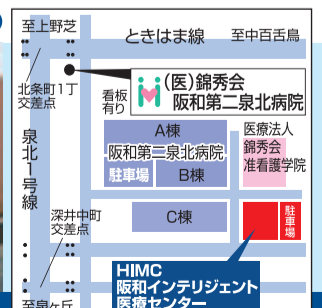 至上野芝
ときはま線
至中百舌鳥
北条町1丁
交差点
看板
有り
(医)錦秀会
阪和第二泉北病院
A棟
阪和第二泉北病院
駐車場
B棟
医療法人
錦秀会
准看護学院
泉北1号線
深井中町
交差点
C棟
駐車場
HIMC
阪和インテリジェント
医療センター
至泉ヶ丘